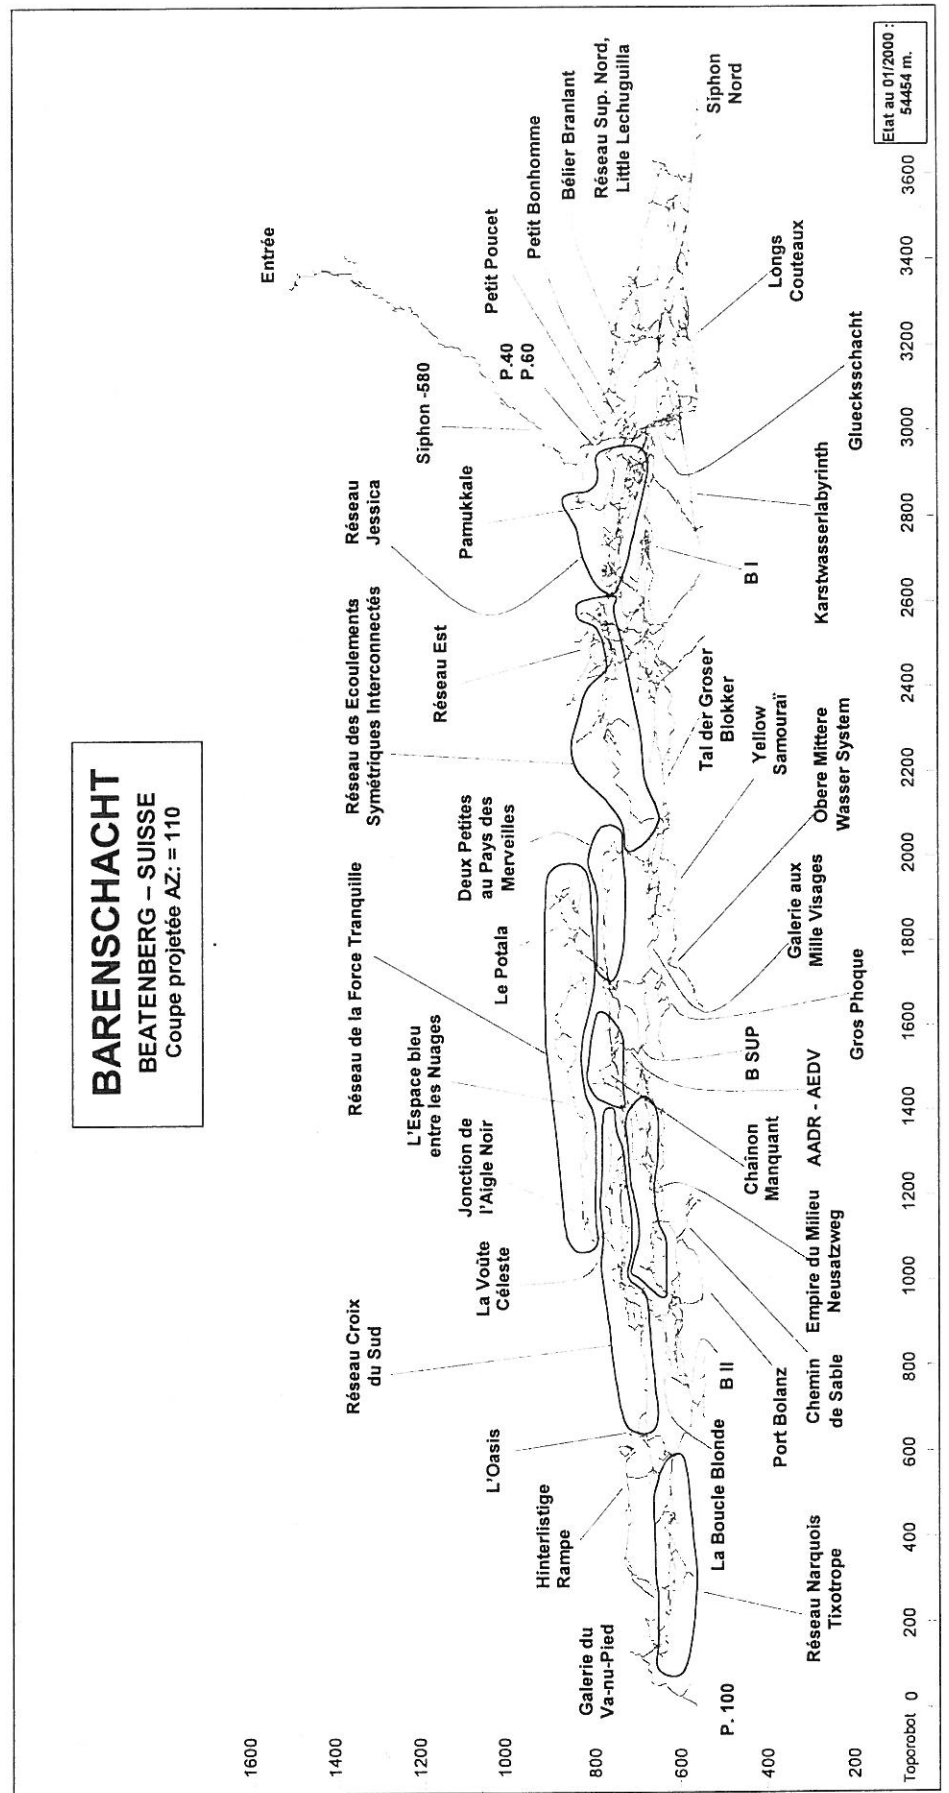 BARENSCHACHT
BEATENBERG – SUISSE
Coupe projetée AZ: = 110
Entrée
Siphon -580
P.40
P.60
Petit Poucet
Petit Bonhomme
Bélier Branlant
Réseau Sup. Nord,
Little Lechuguilla
Siphon
Nord
Réseau
Jessica
Pamukkale
Réseau des Ecoulements
Symétriques Interconnectés
Réseau Est
Réseau de la Force Tranquille
Deux Petites
au Pays des
Merveilles
Le Potala
L'Espace bleu
entre les Nuages
Jonction de
l'Aigle Noir
La Voûte
Céleste
Réseau Croix
du Sud
L'Oasis
Hinterlistige
Rampe
Galerie du
Va-nu-Pied
P. 100
Réseau Narquois
Tixotrope
La Boucle Blonde
B II
Port Bolanz
Chemin
de Sable
Empire du Milieu
Neusatzweg
Chaînon
Manquant
AADR - AEDV
B SUP
Gros Phoque
Galerie aux
Mille Visages
Obere Mittere
Wasser System
Yellow
Samouraï
Tal der Groser
Blokker
B I
Karstwasserlabyrinth
Gluecksschacht
Longs
Couteaux
Etat au 01/2000 :
54454 m.
1600
1400
1200
1000
800
600
400
200
Toporobot 0 200 400 600 800 1000 1200 1400 1600 1800 2000 2200 2400 2600 2800 3000 3200 3400 3600